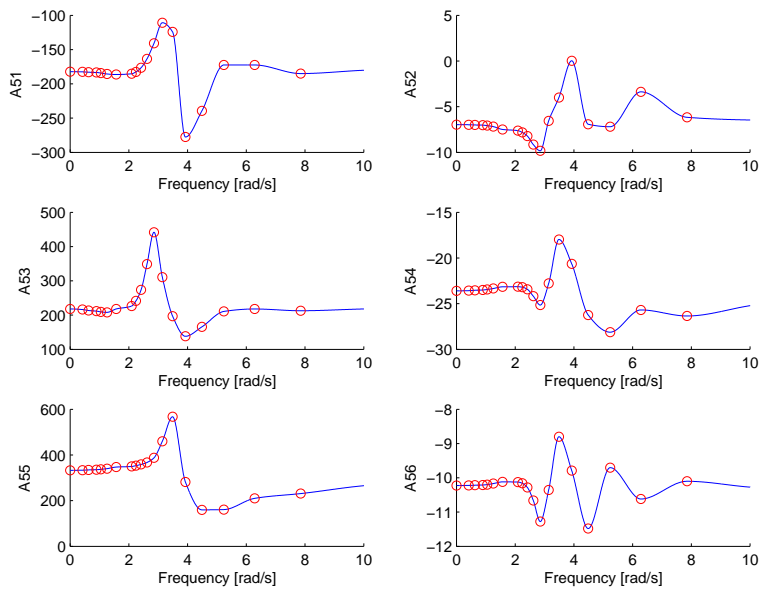 −100
−150
−200
−250
−300
A51
0 2 4 6 8 10
Frequency [rad/s]
5
0
−5
−10
A52
0 2 4 6 8 10
Frequency [rad/s]
500
400
300
200
100
A53
0 2 4 6 8 10
Frequency [rad/s]
−15
−20
−25
−30
A54
0 2 4 6 8 10
Frequency [rad/s]
600
400
200
0
A55
0 2 4 6 8 10
Frequency [rad/s]
−8
−9
−10
−11
−12
A56
0 2 4 6 8 10
Frequency [rad/s]